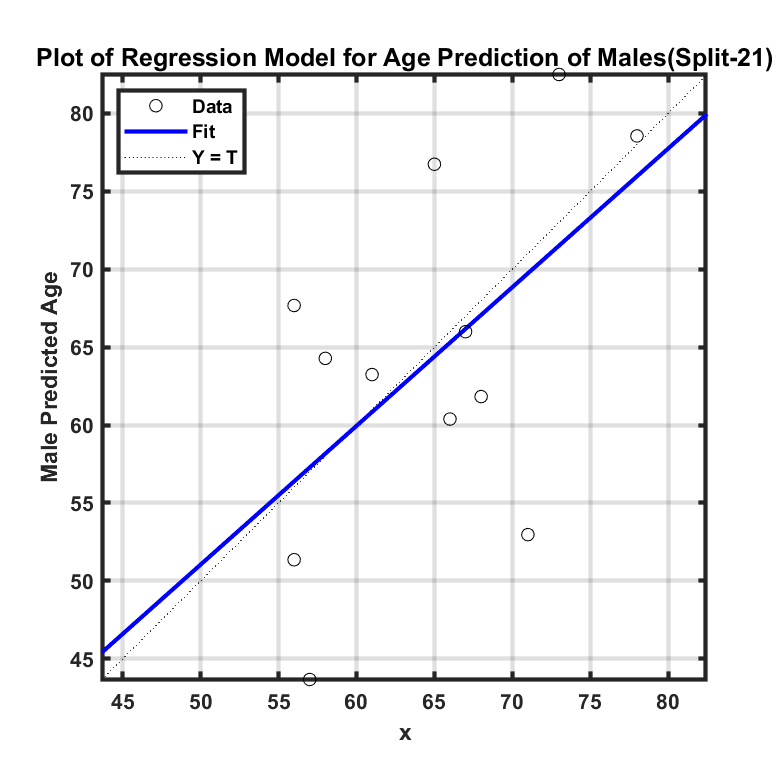 Plot of Regression Model for Age Prediction of Males(Split-21)
Data
Fit
Y = T
80
75
70
65
60
55
50
45
Male Predicted Age
45 50 55 60 65 70 75 80
x